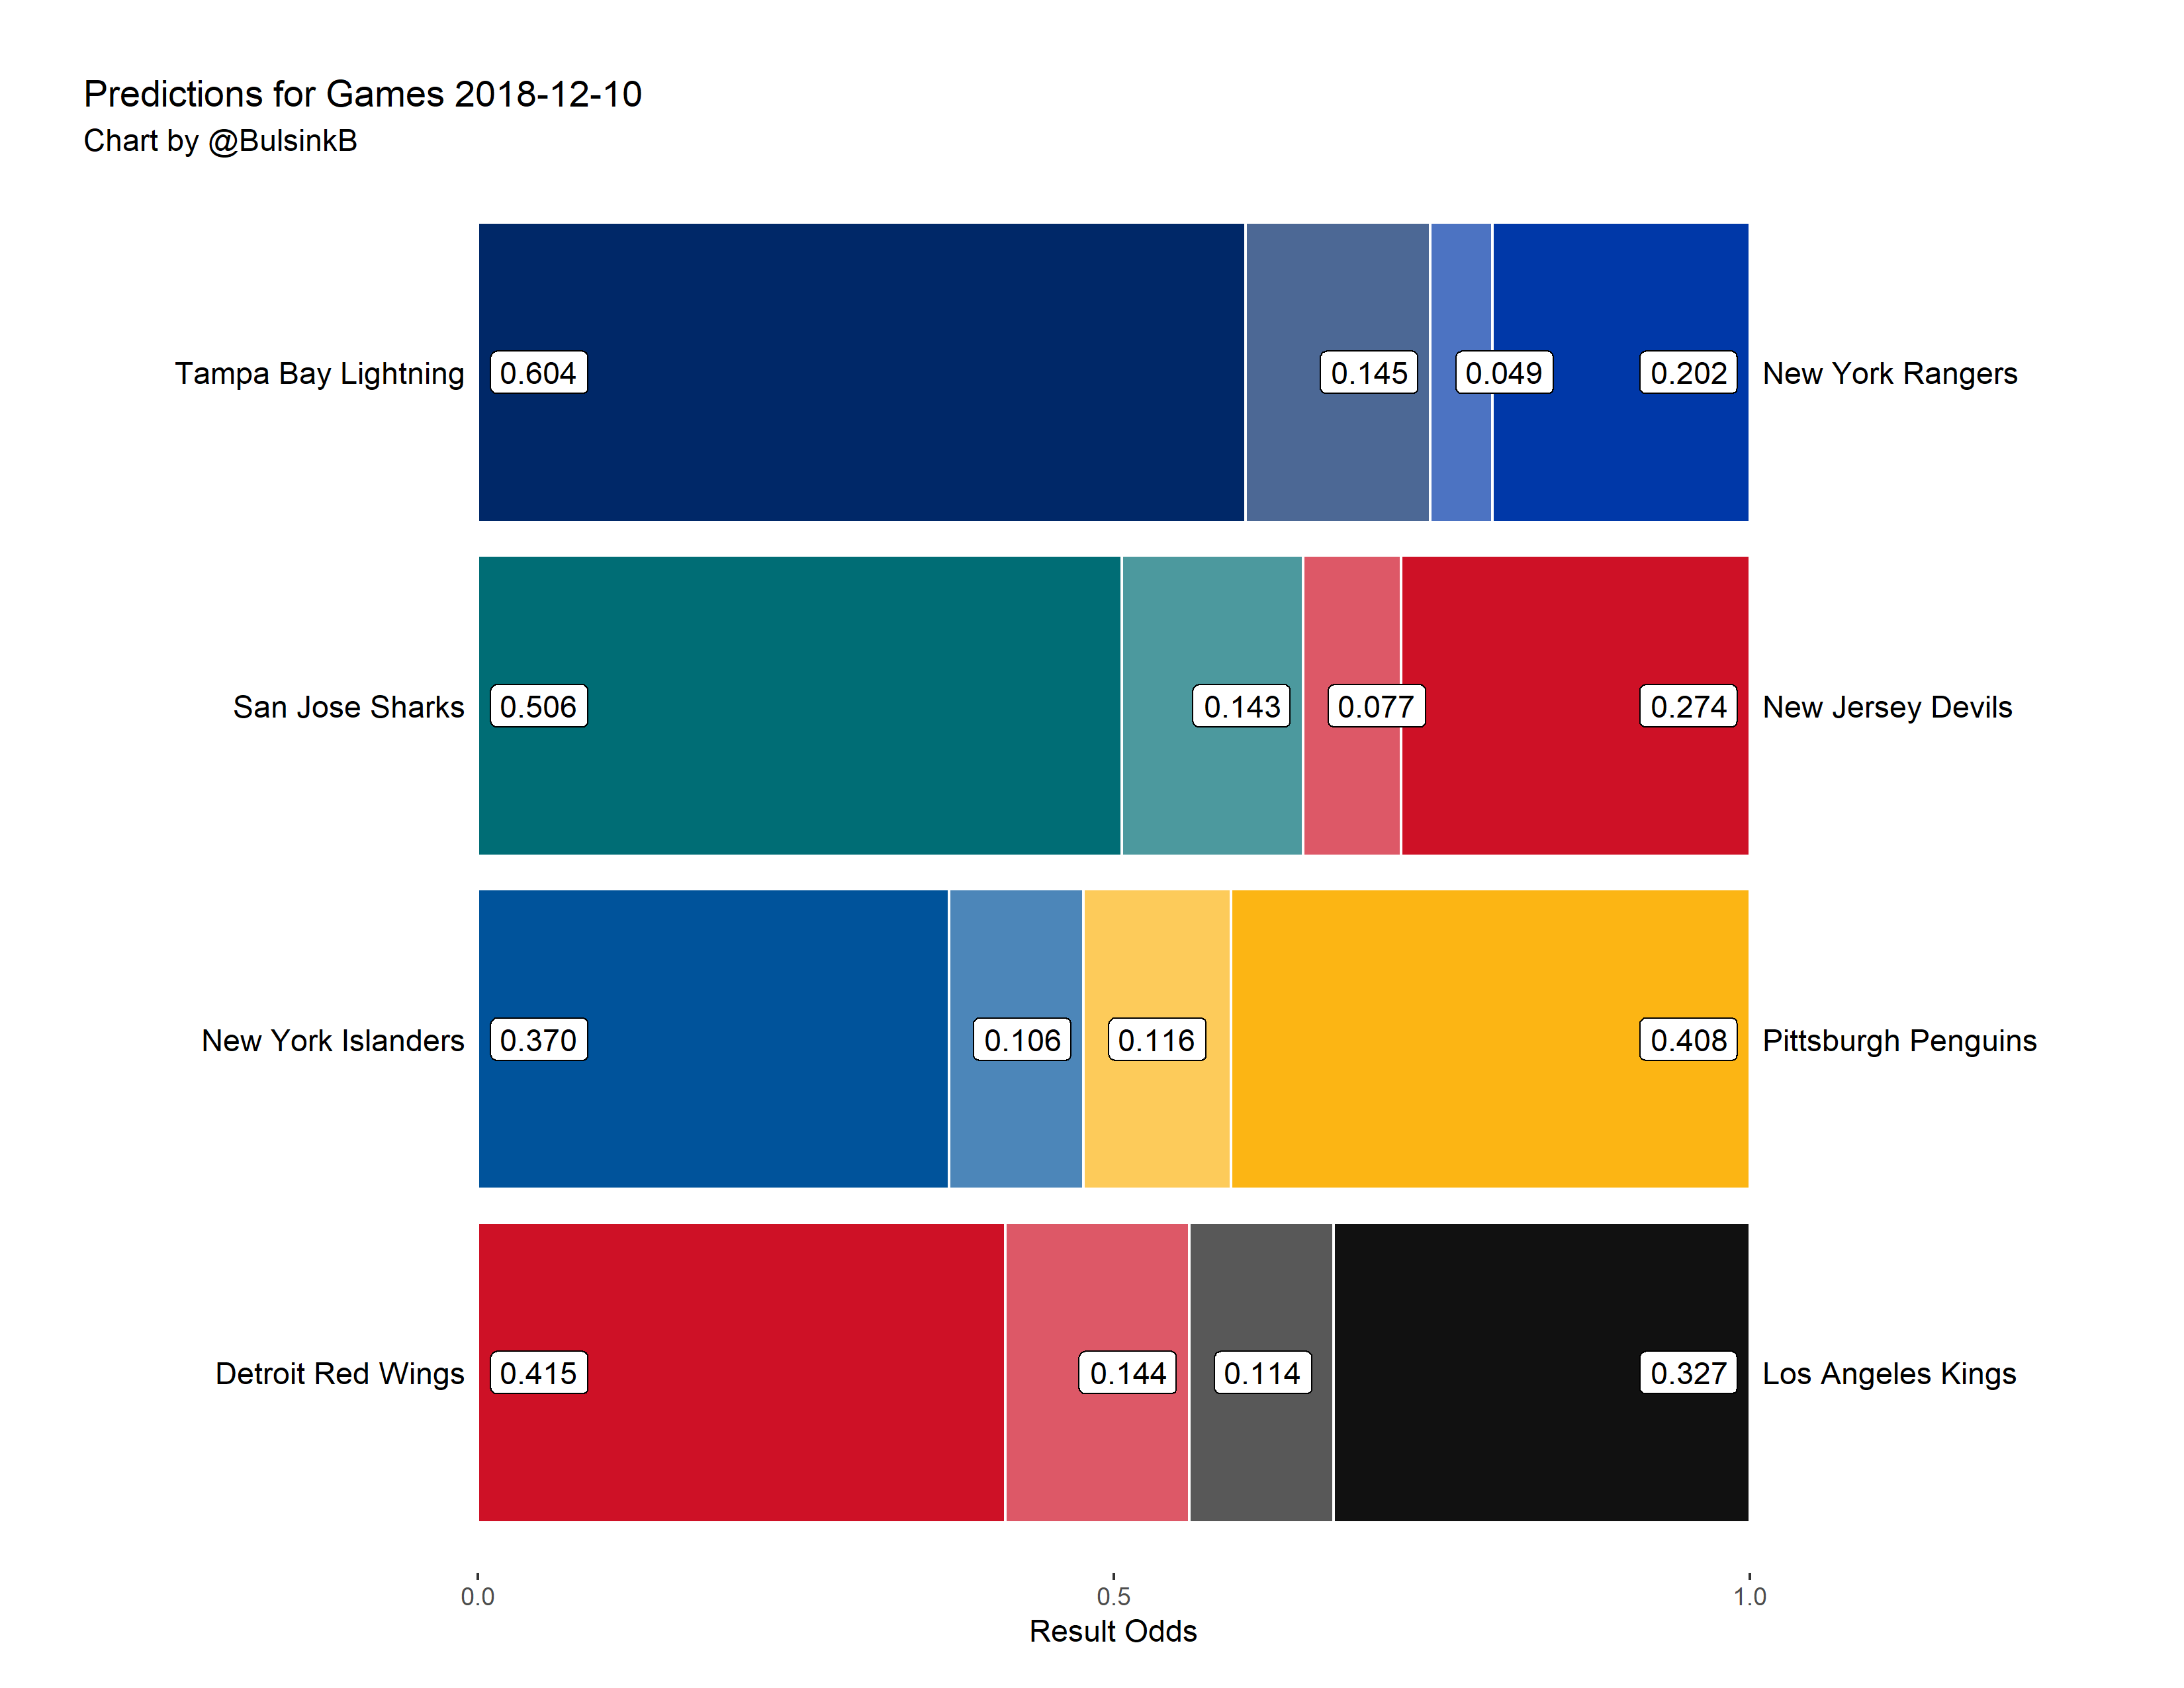 Predictions for Games 2018-12-10
Chart by @BulsinkB
Tampa Bay Lightning 0.604 0.145 0.049 0.202 New York Rangers
San Jose Sharks 0.506 0.143 0.077 0.274 New Jersey Devils
New York Islanders 0.370 0.106 0.116 0.408 Pittsburgh Penguins
Detroit Red Wings 0.415 0.144 0.114 0.327 Los Angeles Kings
0.0 0.5 1.0
Result Odds